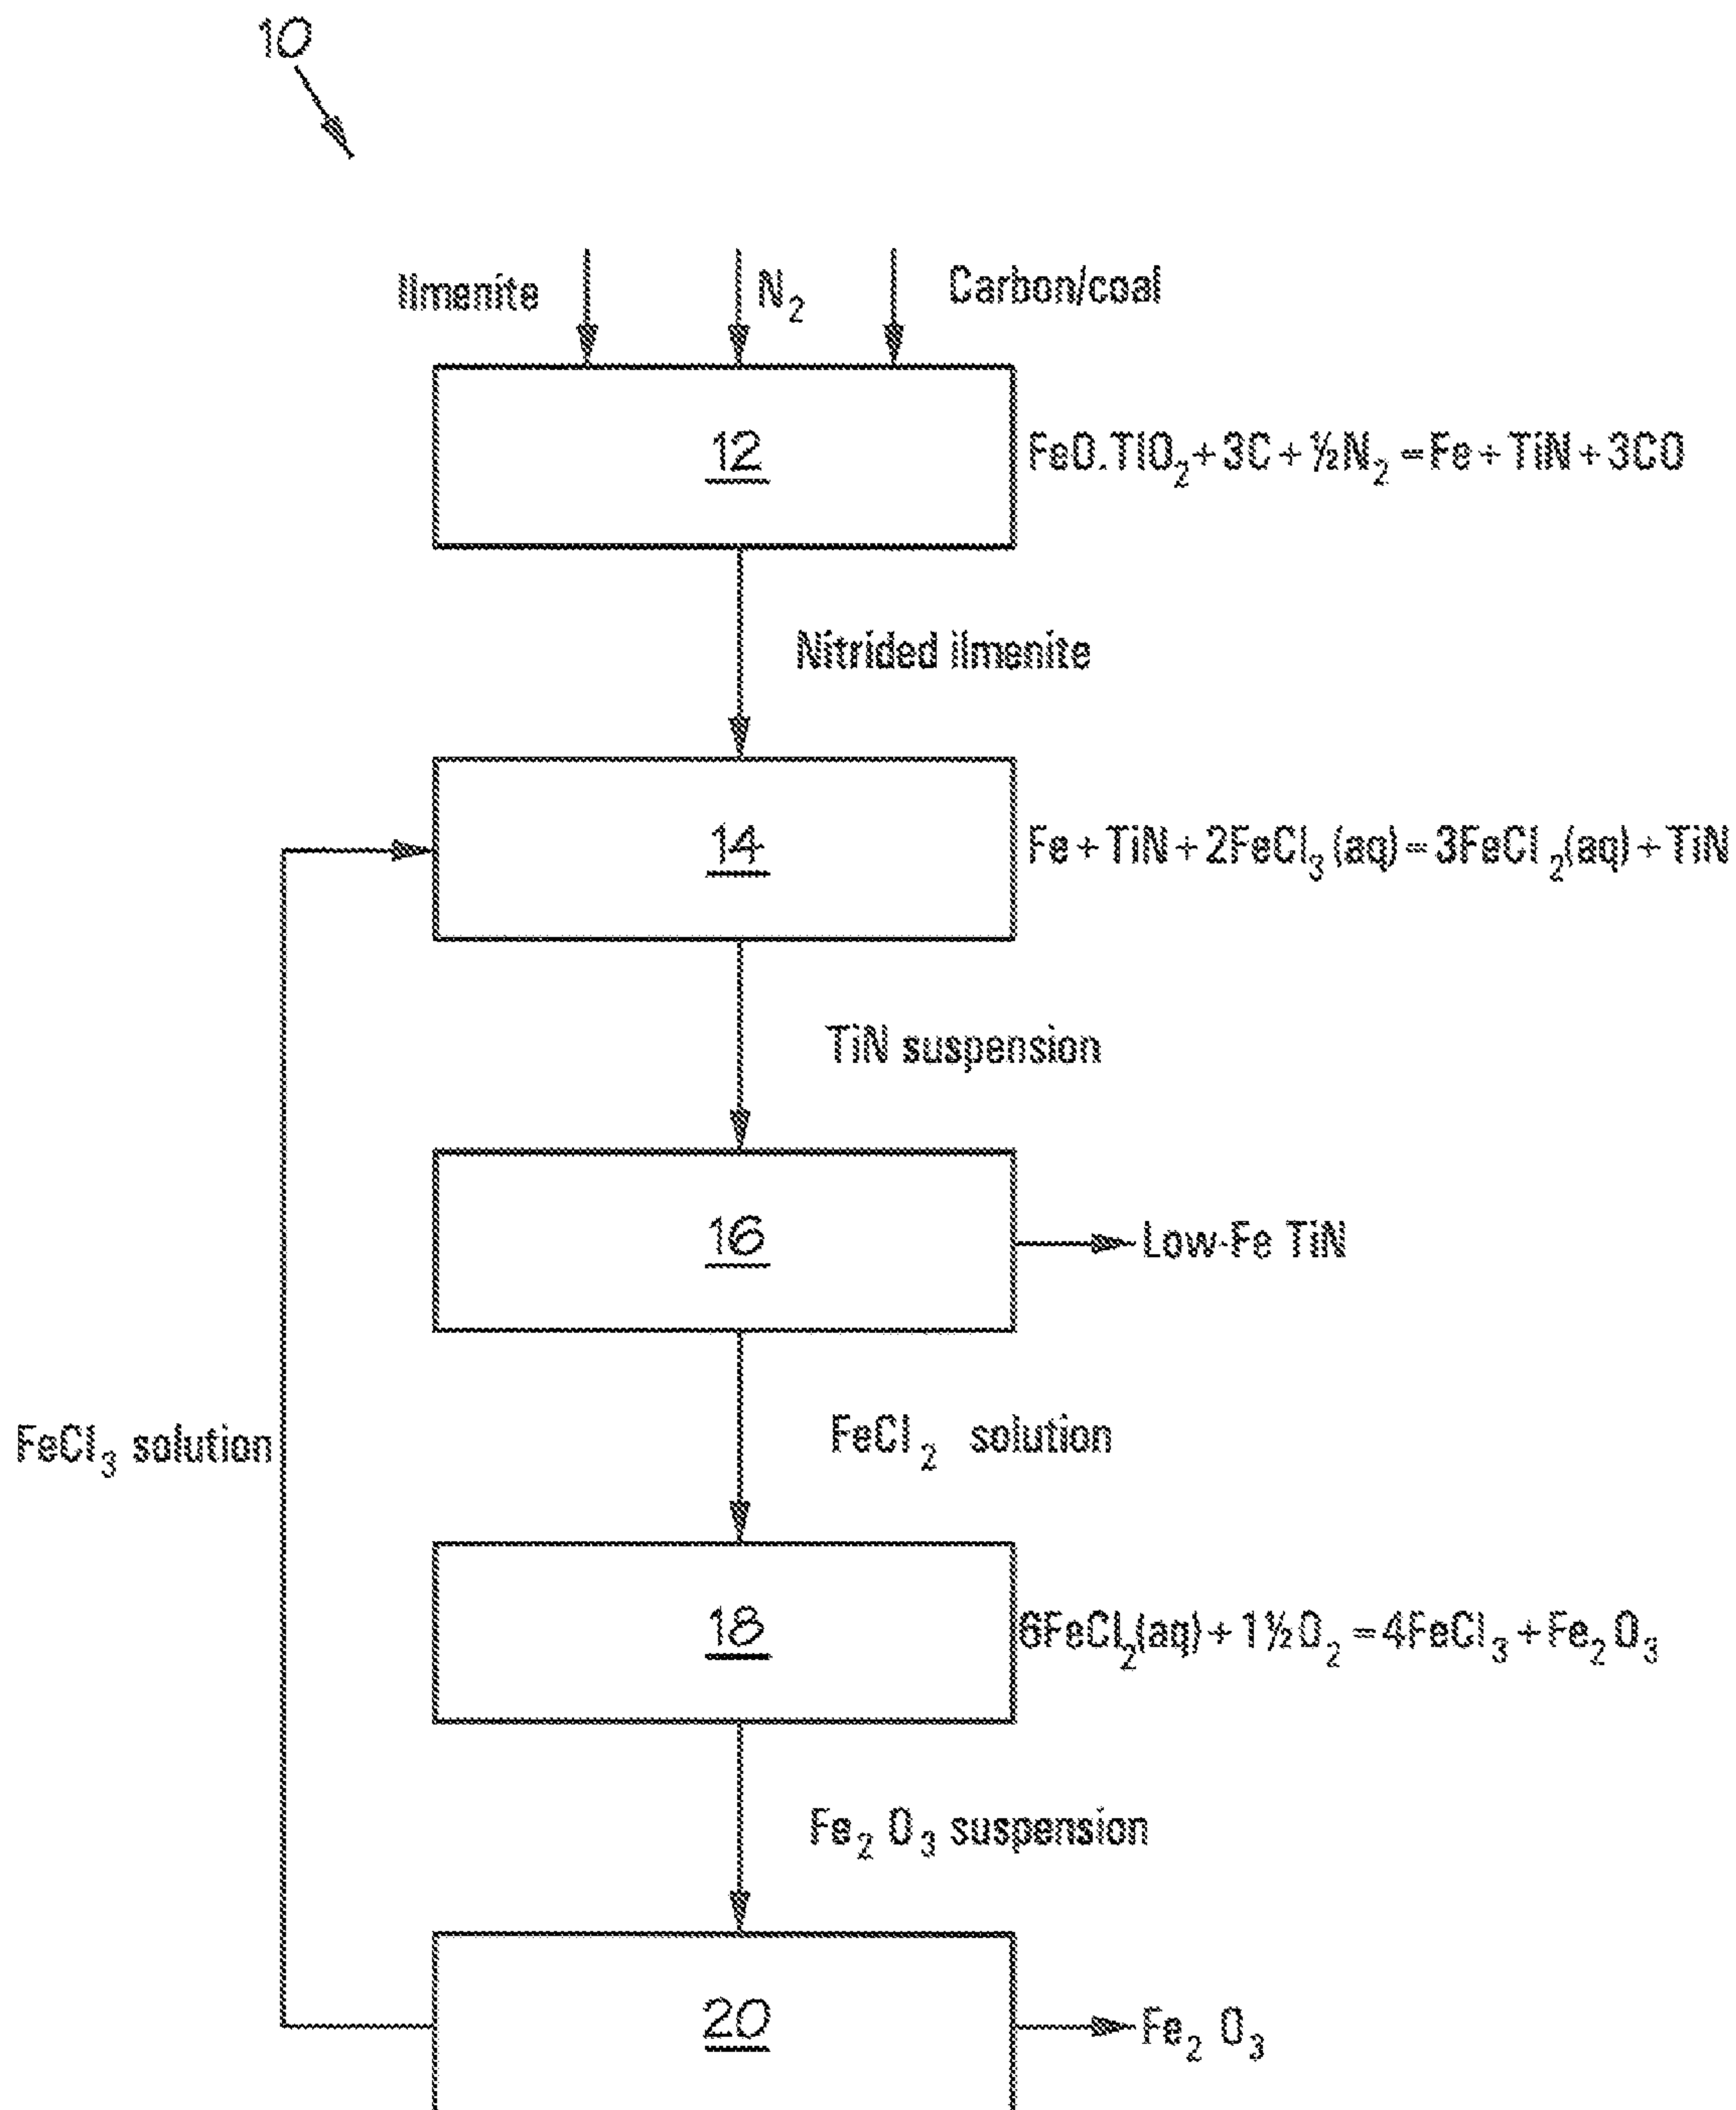 10
Ilmenite
N2
Carbon/coal
12
FeO.TiO2+3C+½N2=Fe+TiN+3CO
Nitrided ilmenite
14
Fe+TiN+2FeCl3(aq)=3FeCl2(aq)+TiN
TiN suspension
16
Low-Fe TiN
FeCl3 solution
FeCl2 solution
18
6FeCl2(aq)+1½O2=4FeCl3+Fe2O3
Fe2O3 suspension
20
Fe2O3